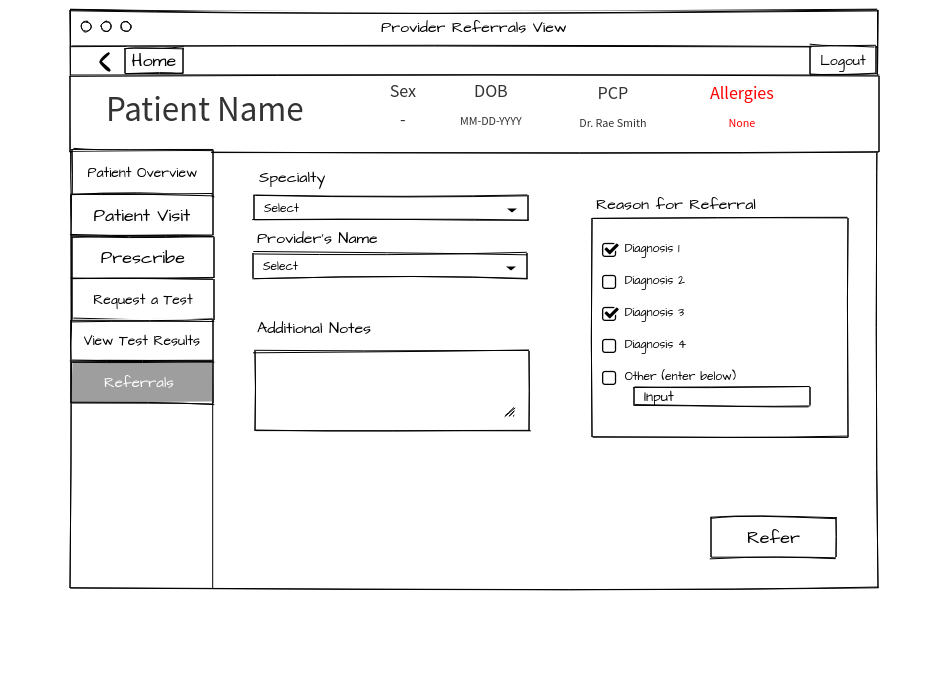 Provider Referrals View
Home
Logout
Patient Name
Sex
-
DOB
MM-DD-YYYY
PCP
Dr. Rae Smith
Allergies
None
Patient Overview
Patient Visit
Prescribe
Request a Test
View Test Results
Referrals
Specialty
Select
Provider's Name
Select
Additional Notes
Reason for Referral
Diagnosis 1
Diagnosis 2
Diagnosis 3
Diagnosis 4
Other (enter below)
Input
Refer